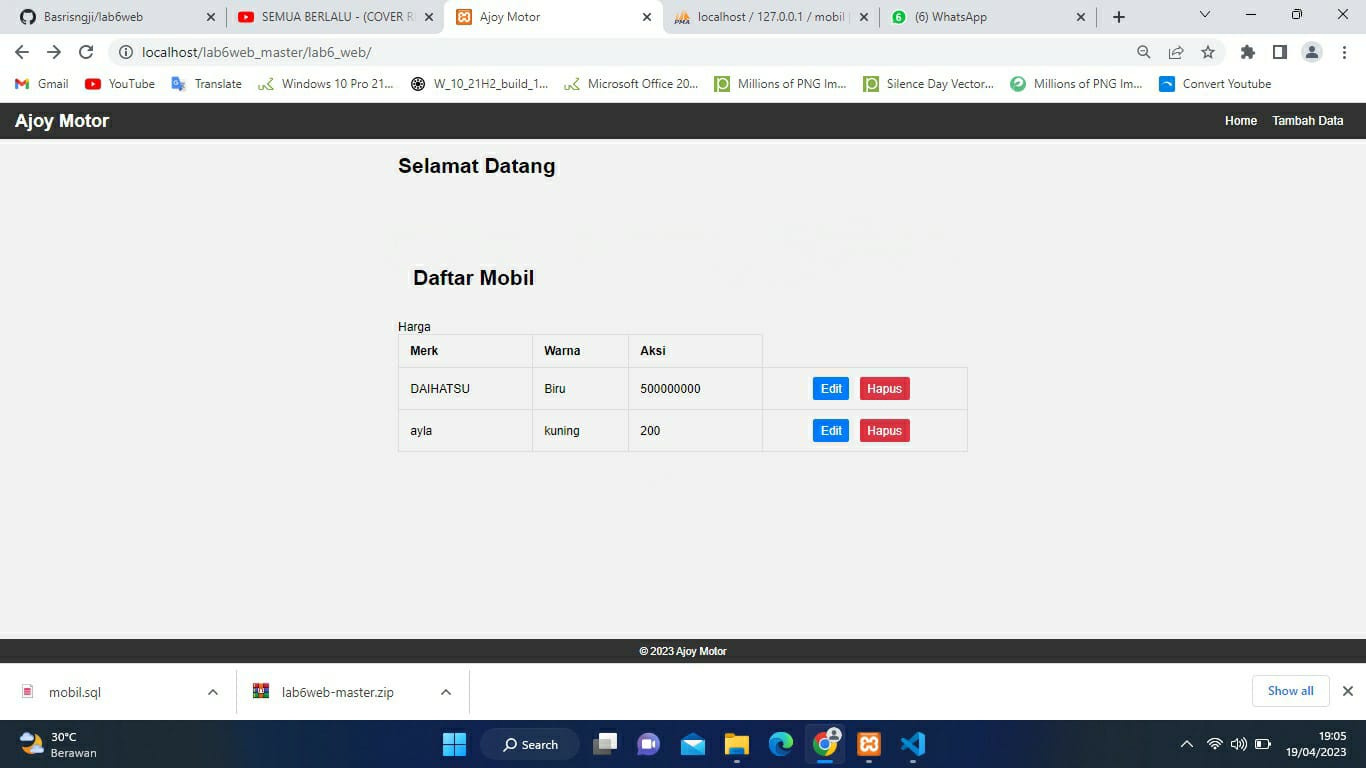 Basrisngji/lab6web
SEMUA BERLALU - (COVER R
Ajoy Motor
localhost / 127.0.0.1 / mobil
(6) WhatsApp
localhost/lab6web_master/lab6_web/
Gmail
YouTube
Translate
Windows 10 Pro 21...
W_10_21H2_build_1...
Microsoft Office 20...
Millions of PNG Im...
Silence Day Vector...
Millions of PNG Im...
Convert Youtube
Ajoy Motor
Home Tambah Data
Selamat Datang
Daftar Mobil
Harga
Merk Warna Aksi
DAIHATSU Biru 500000000 Edit Hapus
ayla kuning 200 Edit Hapus
© 2023 Ajoy Motor
mobil.sql
lab6web-master.zip
Show all
30°C
Berawan
Search
19:05
19/04/2023